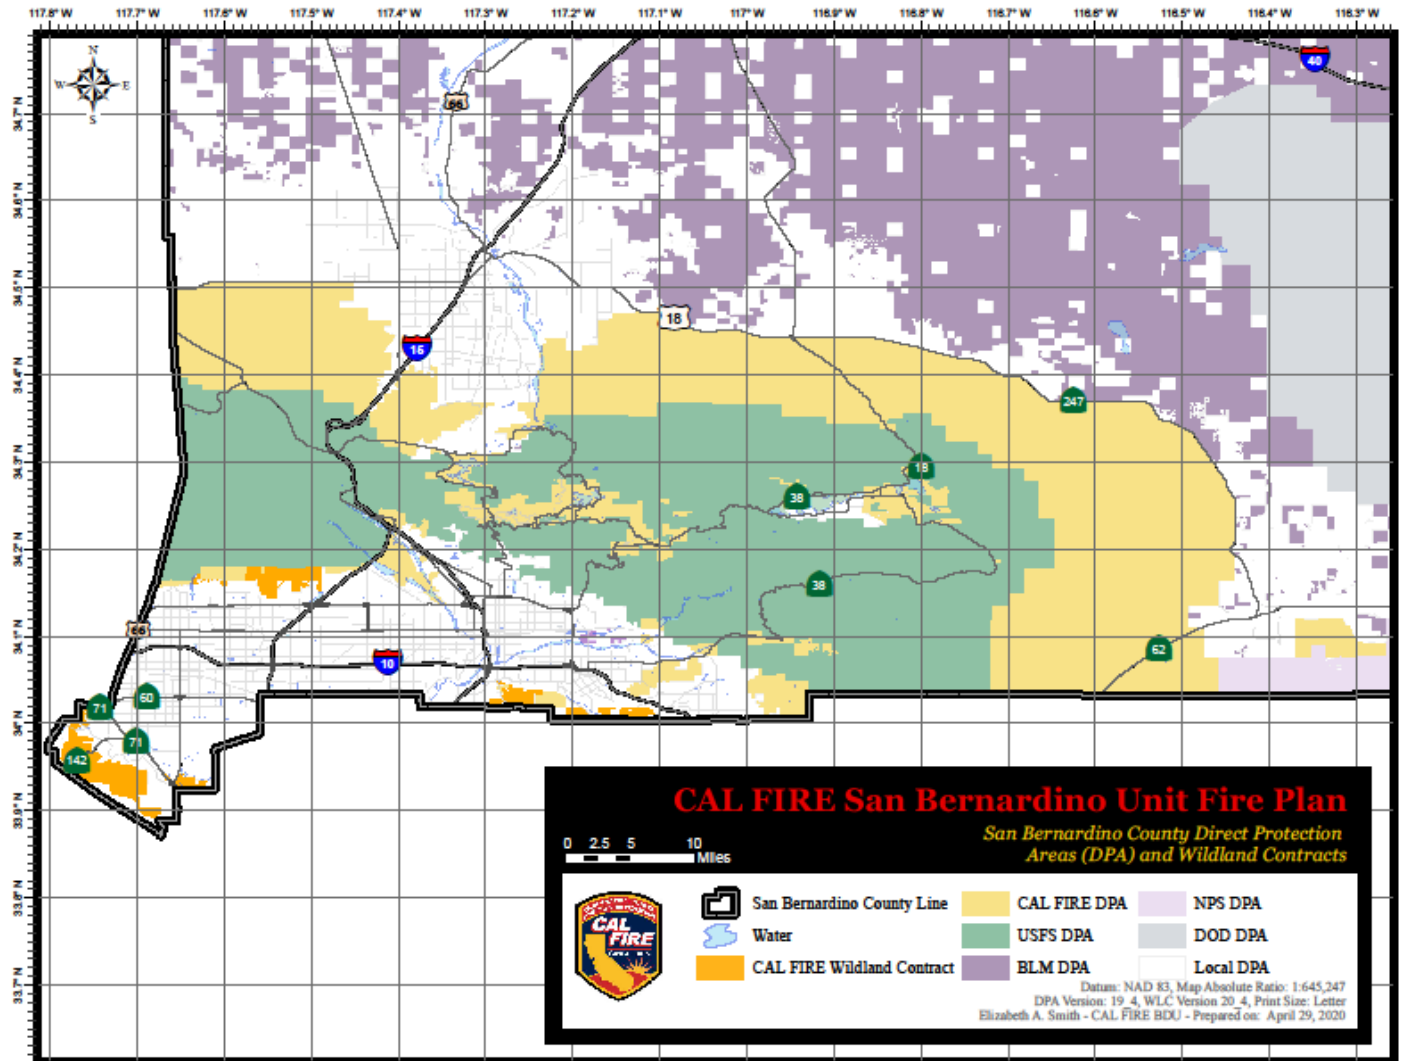 117.8°W 117.7°W 117.6°W 117.5°W 117.4°W 117.3°W 117.2°W 117.1°W 117°W 116.9°W 116.8°W 116.7°W 116.6°W 116.5°W 116.4°W 116.3°W
N
W E
S
40
66
34.7°N
34.6°N
34.5°N
18
15
34.4°N
247
34.3°N
18
38
34.2°N
38
34.1°N
66
62
10
60
71
34°N
71
142
33.9°N
33.8°N
33.7°N
CAL FIRE San Bernardino Unit Fire Plan
San Bernardino County Direct Protection
Areas (DPA) and Wildland Contracts
0 2.5 5 10
Miles
San Bernardino County Line
CAL FIRE DPA
NPS DPA
Water
USFS DPA
DOD DPA
CAL FIRE Wildland Contract
BLM DPA
Local DPA
CAL
FIRE
Datum: NAD 83, Map Absolute Ratio: 1:645,247
DPA Version: 19_4, WLC Version 20_4, Print Size: Letter
Elizabeth A. Smith - CAL FIRE BDU - Prepared on: April 29, 2020